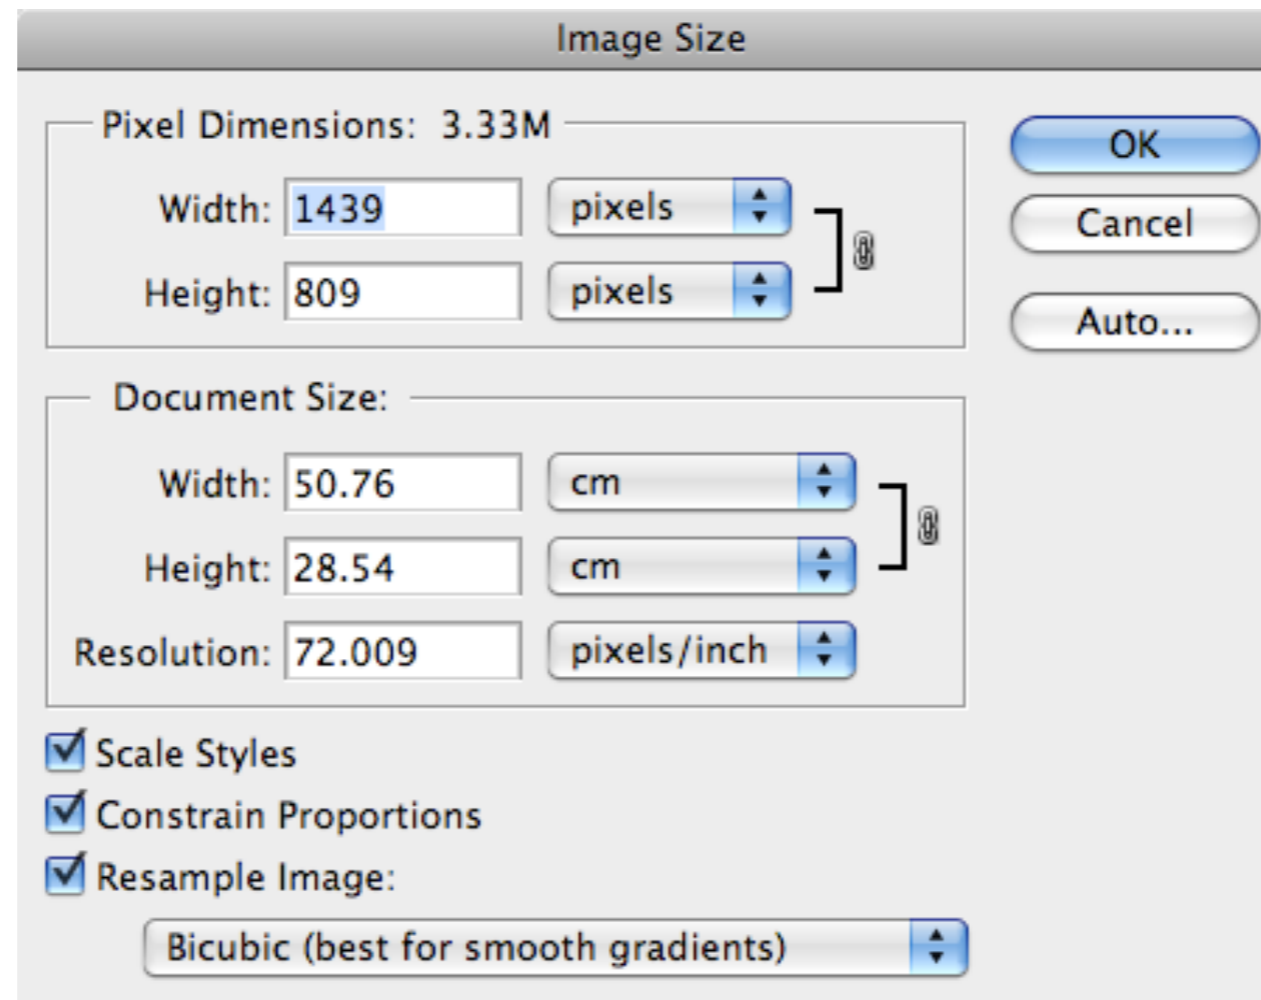 Image Size
Pixel Dimensions: 3.33M
OK
Width: 1439 pixels
Cancel
Height: 809 pixels
Auto...
Document Size:
Width: 50.76 cm
Height: 28.54 cm
Resolution: 72.009 pixels/inch
Scale Styles
Constrain Proportions
Resample Image:
Bicubic (best for smooth gradients)